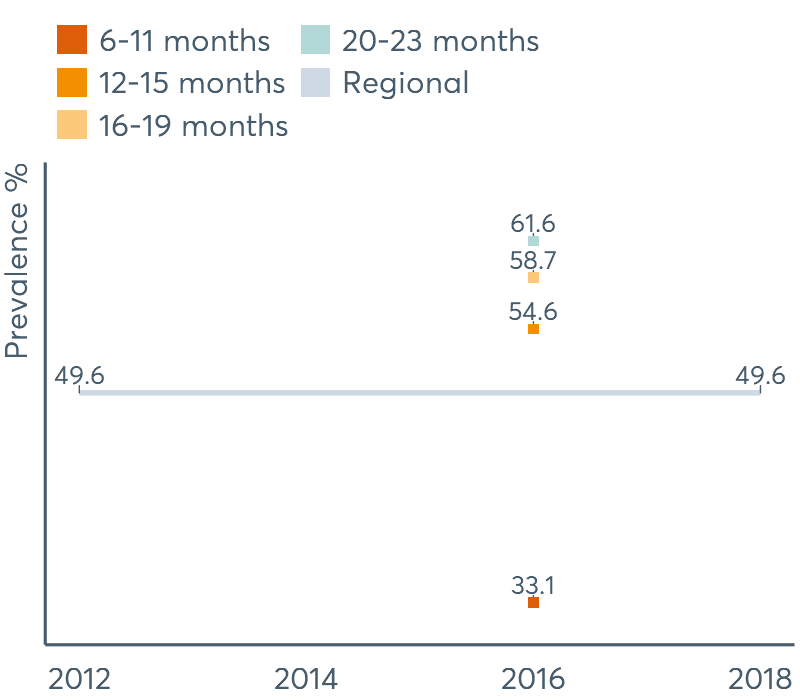 6-11 months
20-23 months
12-15 months
Regional
16-19 months
Prevalence %
61.6
58.7
54.6
49.6
49.6
33.1
2012
2014
2016
2018